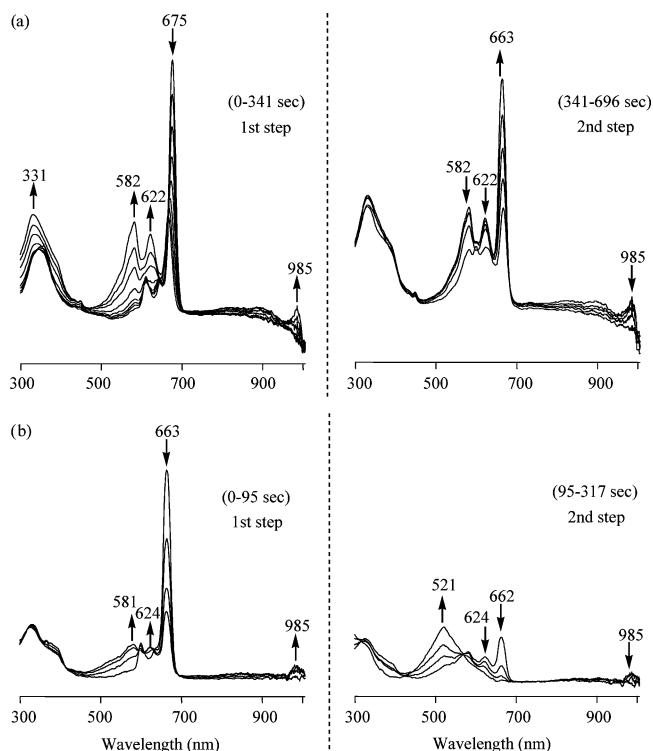 (a)
675
(0-341 sec)
1st step
331
582
622
985
300 500 700 900
663
(341-696 sec)
2nd step
582
622
985
300 500 700 900
(b)
663
(0-95 sec)
1st step
581
624
985
300 500 700 900
Wavelength (nm)
(95-317 sec)
2nd step
521
662
624
985
300 500 700 900
Wavelength (nm)